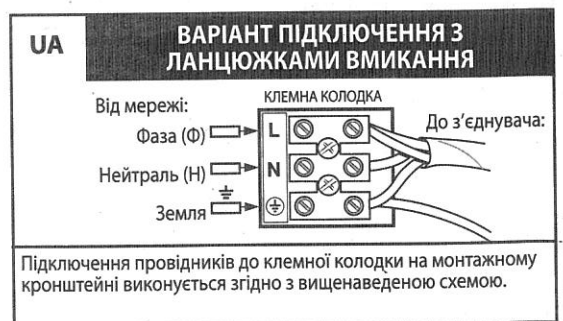 UA
ВАРІАНТ ПІДКЛЮЧЕННЯ З
ЛАНЦЮЖКАМИ ВМИКАННЯ
КЛЕМНА КОЛОДКА
Від мережі:
До з’єднувача:
Фаза (Ф)
L
Нейтраль (Н)
N
Земля
Підключення провідників до клемної колодки на монтажному
кронштейні виконується згідно з вищенаведеною схемою.